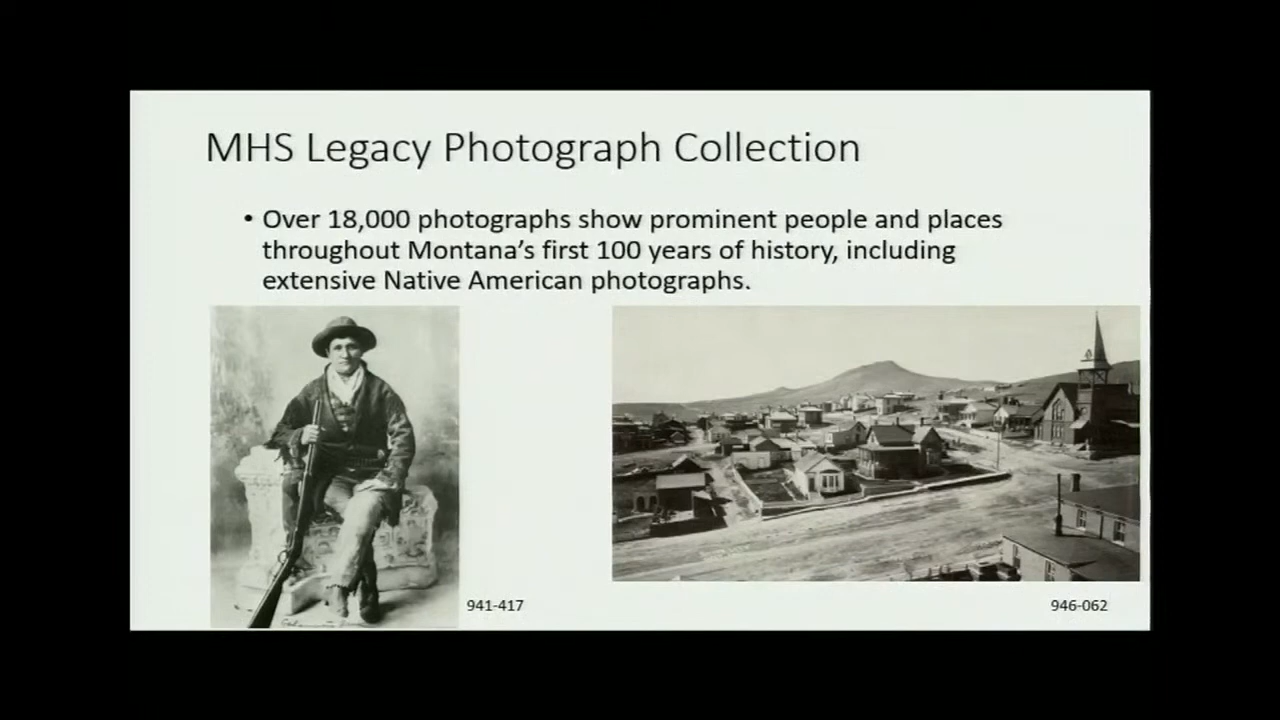 MHS Legacy Photograph Collection
• Over 18,000 photographs show prominent people and places
throughout Montana's first 100 years of history, including
extensive Native American photographs.
941-417
946-062